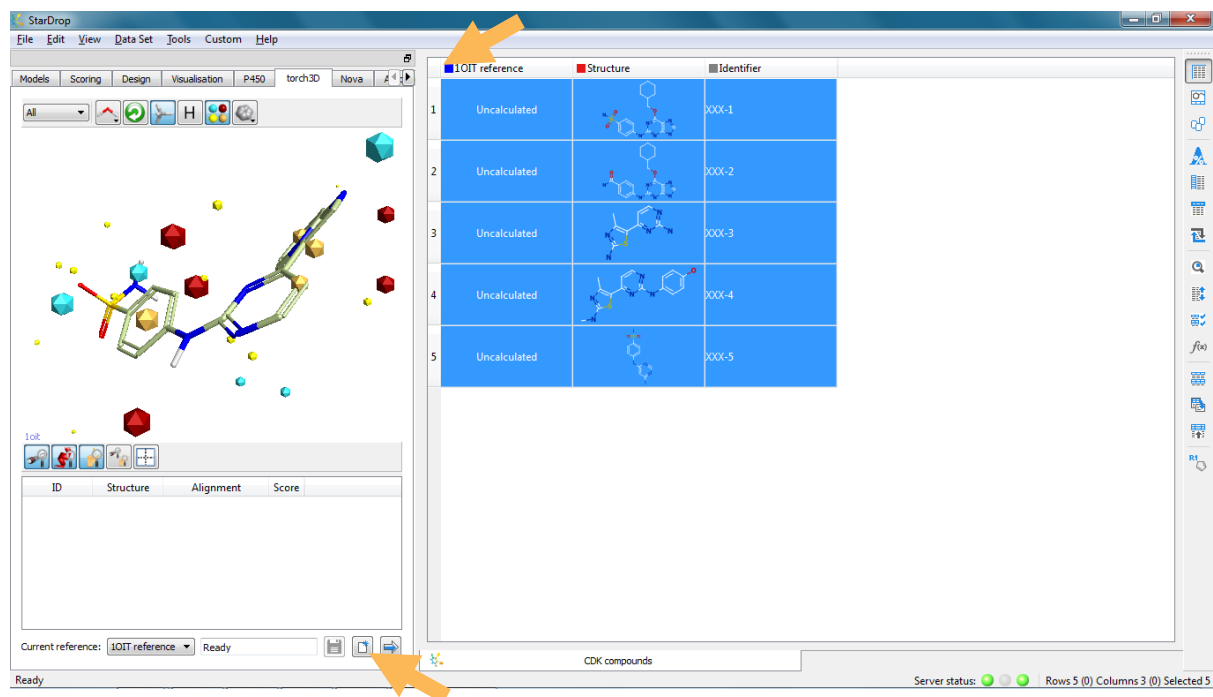 StarDrop
File Edit View Data Set Tools Custom Help
Models Scoring Design Visualisation P450 torch3D Nova
All
H
1oit
ID Structure Alignment Score
Current reference: 1OIT reference Ready
1OIT reference Structure Identifier
1 Uncalculated XXX-1
2 Uncalculated XXX-2
3 Uncalculated XXX-3
4 Uncalculated XXX-4
5 Uncalculated XXX-5
f(x)
R1
CDK compounds
Ready
Server status: Rows 5 (0) Columns 3 (0) Selected 5